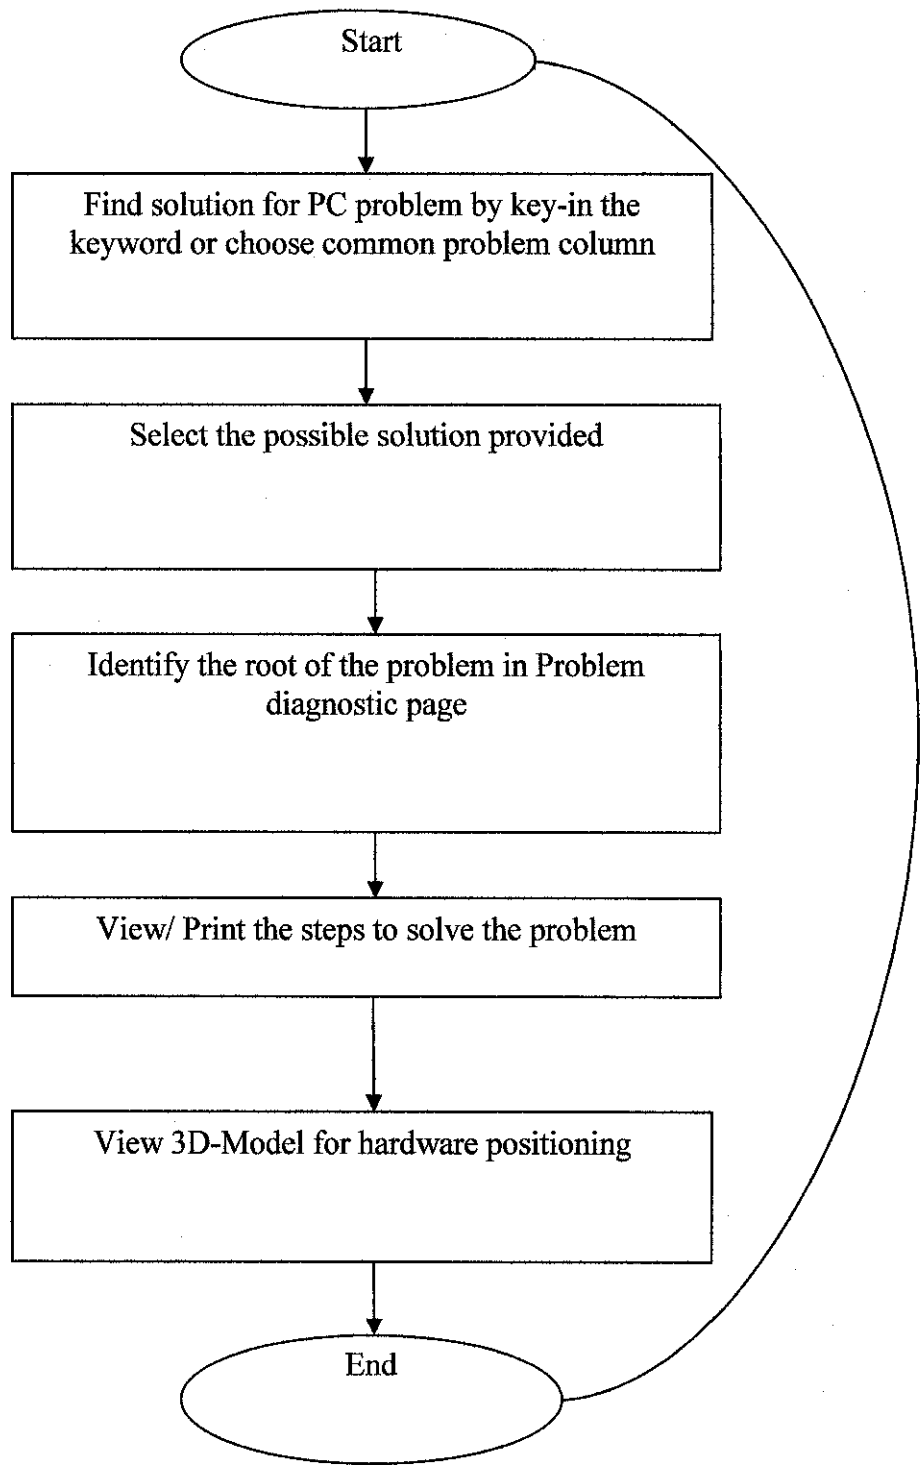 Start
Find solution for PC problem by key-in the
keyword or choose common problem column
Select the possible solution provided
Identify the root of the problem in Problem
diagnostic page
View/ Print the steps to solve the problem
View 3D-Model for hardware positioning
End